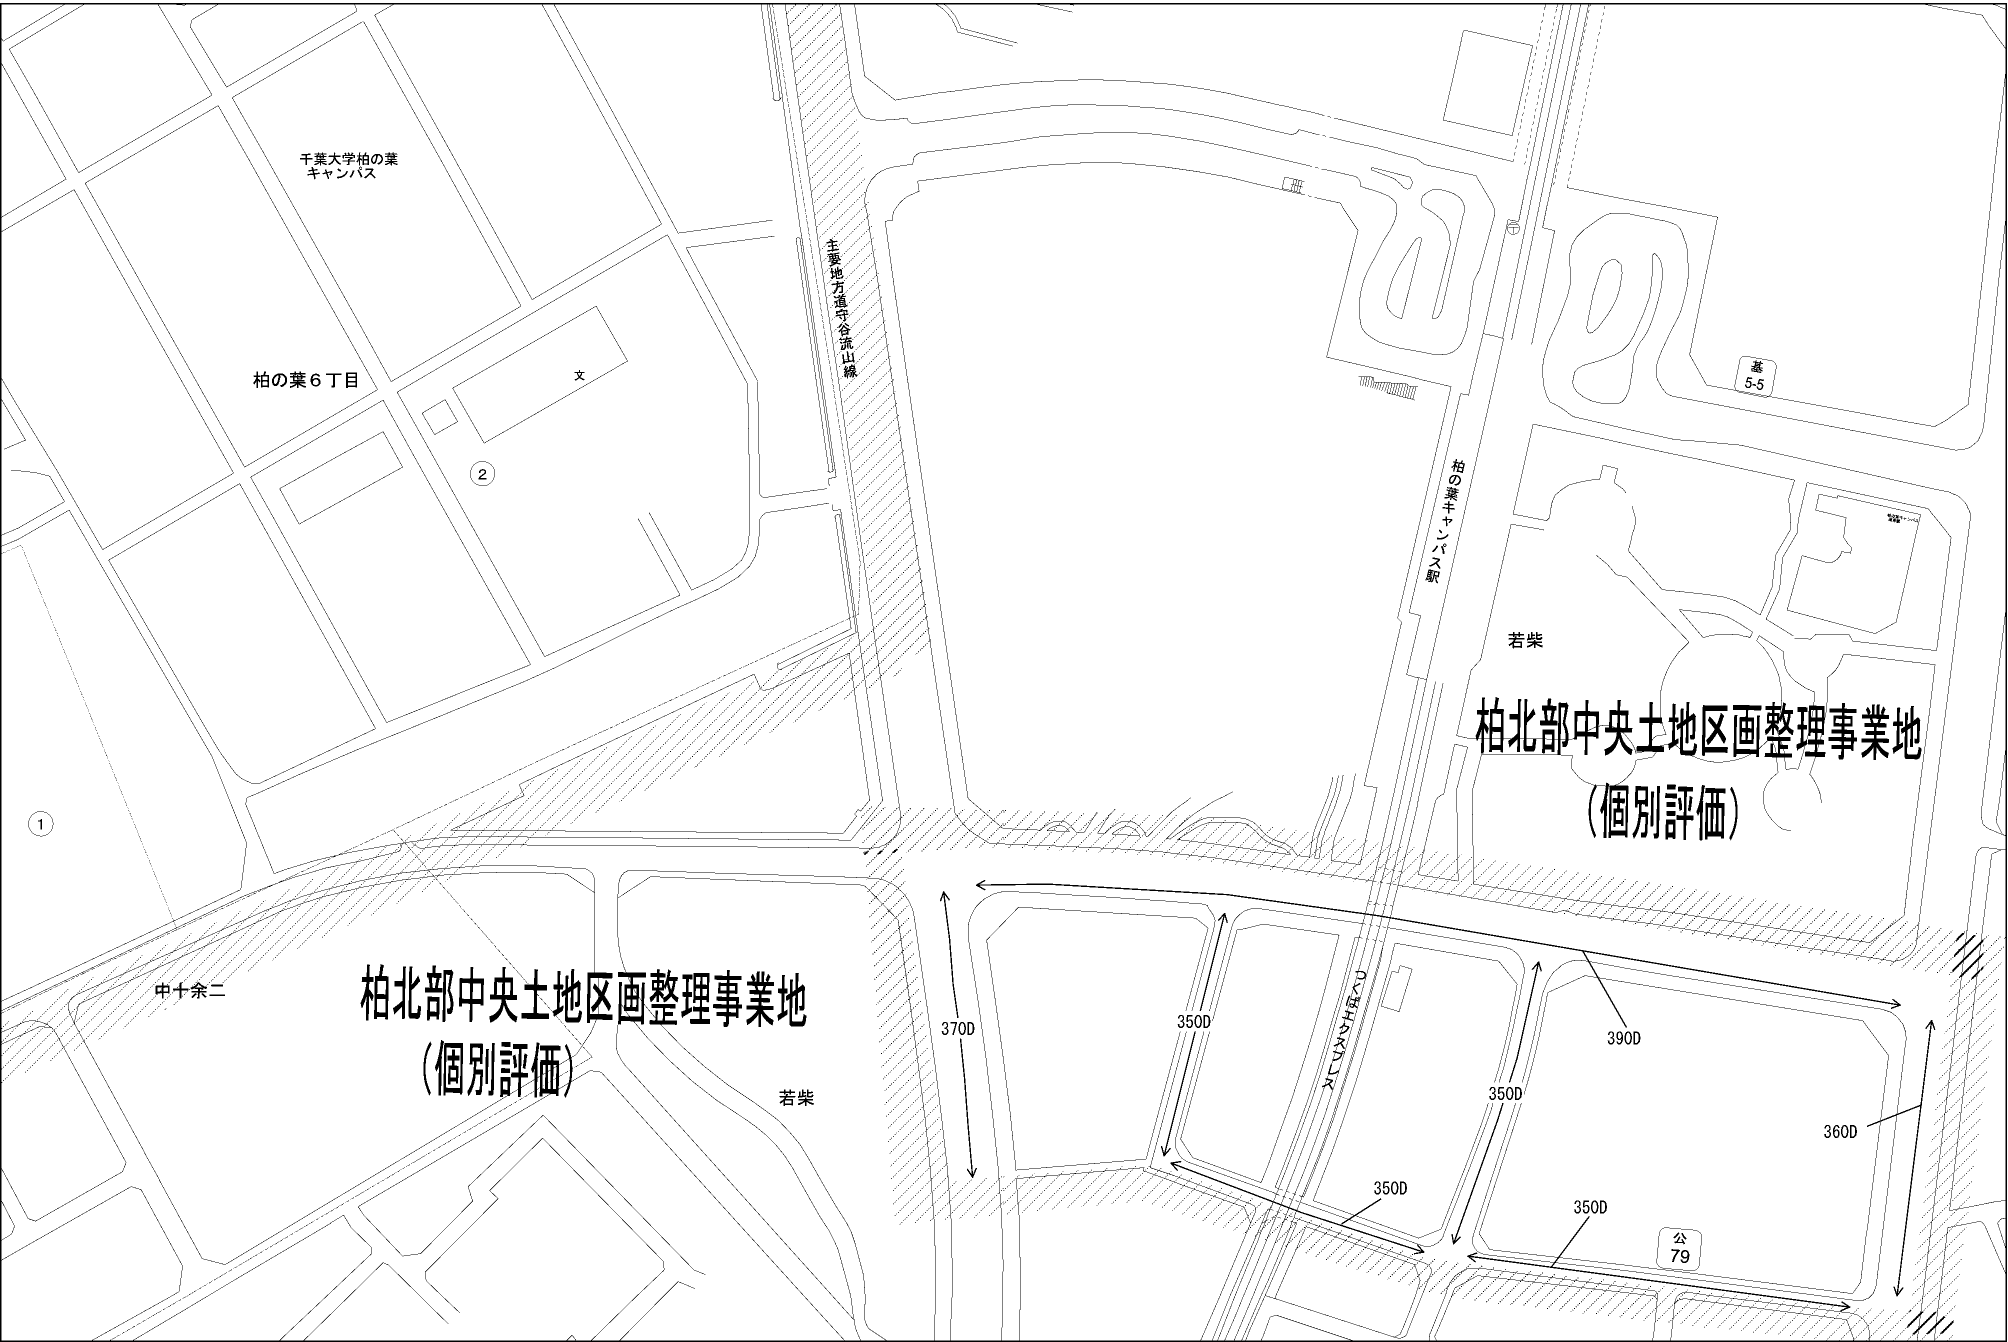 千葉大学柏の葉
キャンパス
主要地方道守谷流山線
柏の葉６丁目
文
基
5-5
2
柏の葉キャンパス駅
若柴
柏北部中央土地区画整理事業地
（個別評価）
1
中十余二
柏北部中央土地区画整理事業地
（個別評価）
若柴
つくばエクスプレス
370D
350D
390D
350D
360D
350D
350D
公
79